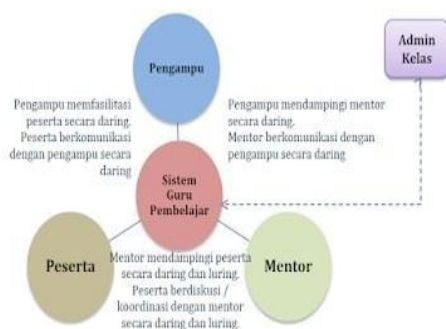 Admin
Kelas
Pengampu
Pengampu memfasilitasi
peserta secara daring.
Peserta berkomunikasi
dengan pengampu secara
daring
Pengampu mendampingi mentor
secara daring.
Mentor berkomunikasi dengan
pengampu secara daring
Sistem
Guru
Pembelajar
Peserta
Mentor mendampingi peserta
secara daring dan luring.
Peserta berdiskusi /
koordinasi dengan mentor
secara daring dan luring.
Mentor